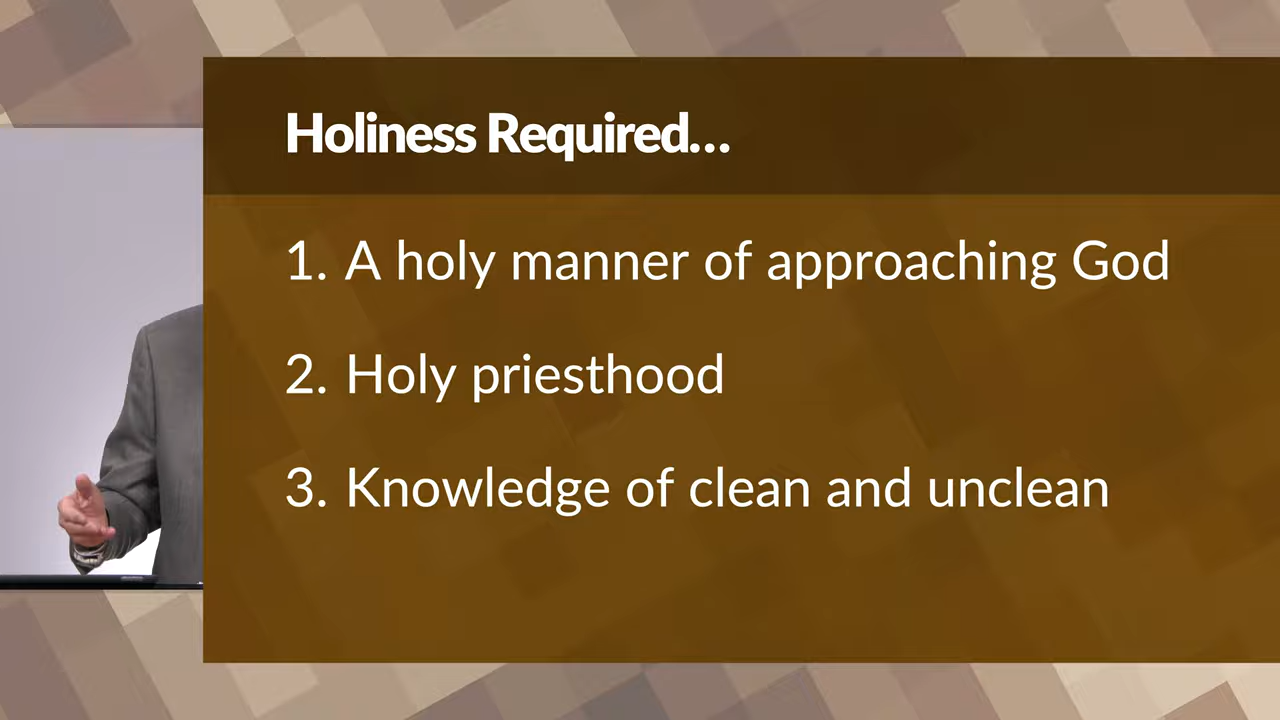 Holiness Required...
1. A holy manner of approaching God
2. Holy priesthood
3. Knowledge of clean and unclean